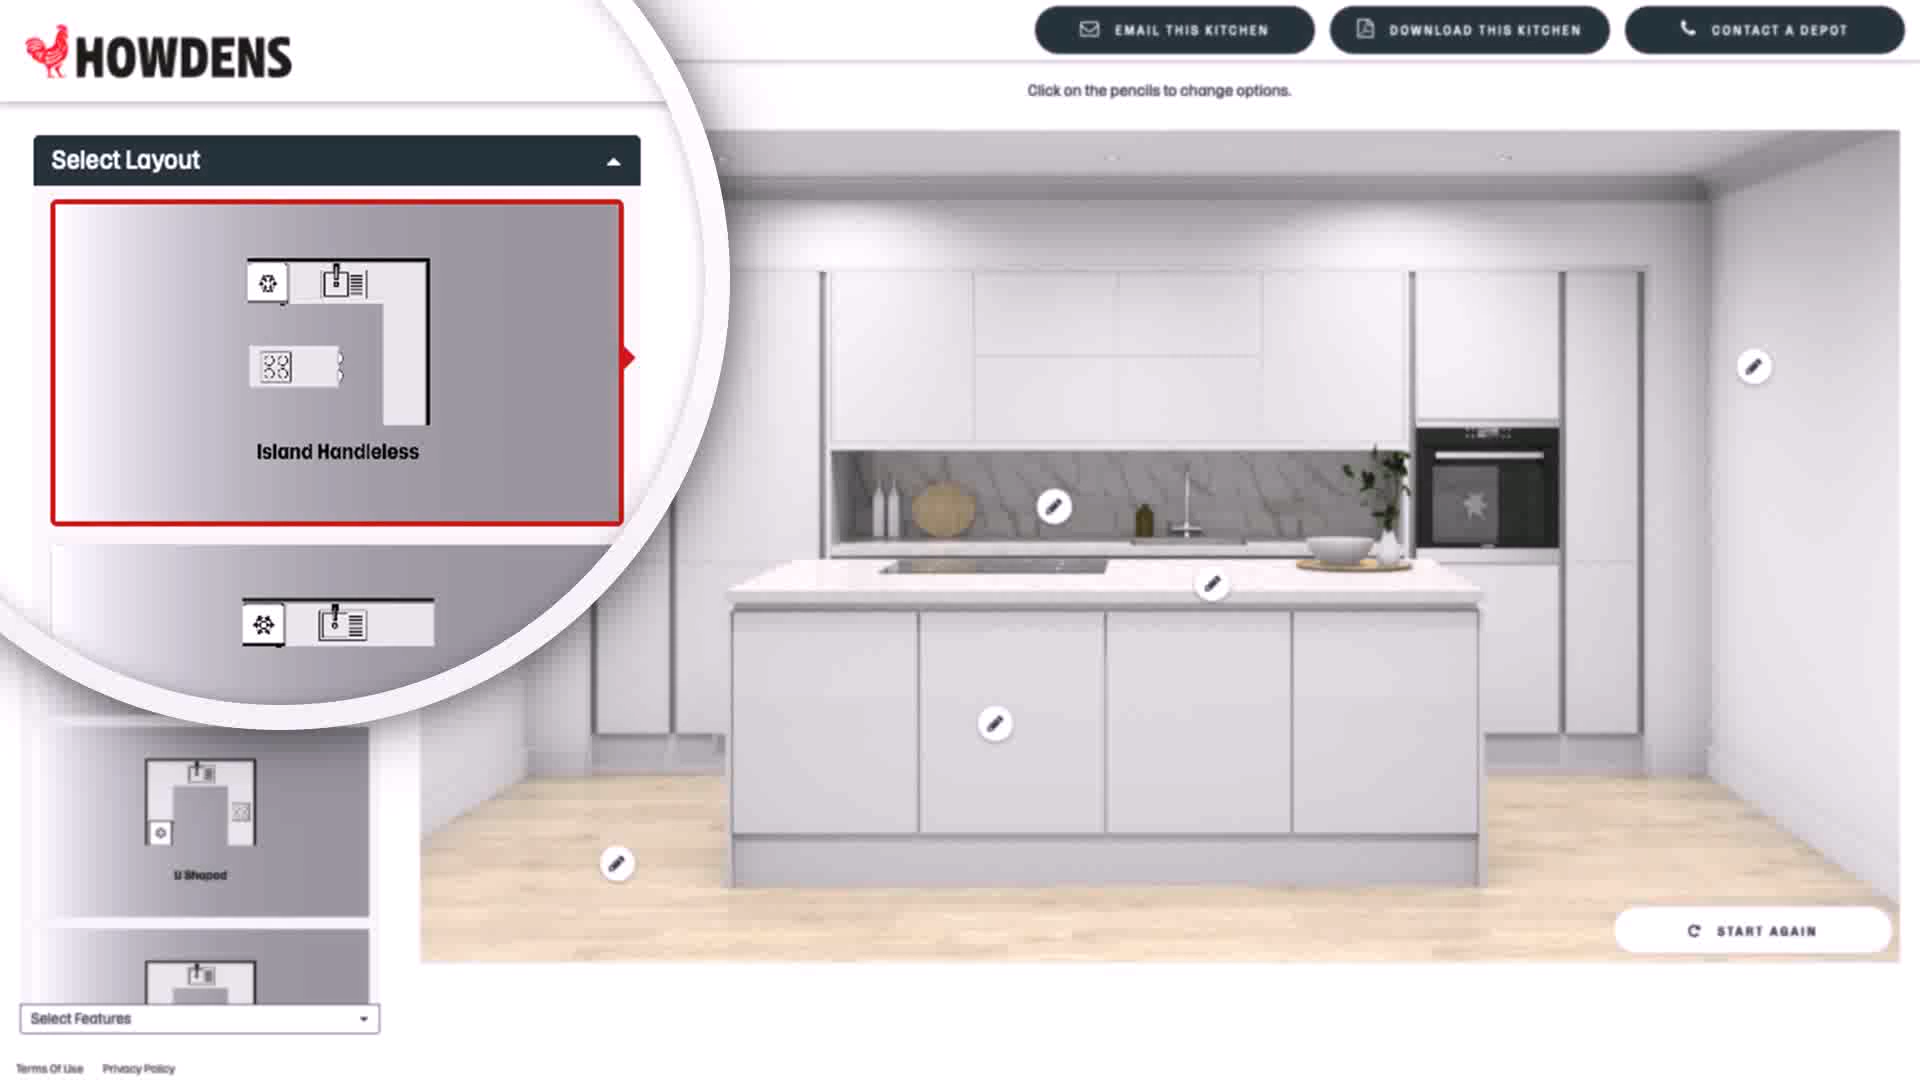 HOWDENS
EMAIL THIS KITCHEN
DOWNLOAD THIS KITCHEN
CONTACT A DEPOT
Click on the pencils to change options.
Select Layout
Island Handleless
U Shaped
START AGAIN
Select Features
Terms Of Use
Privacy Policy